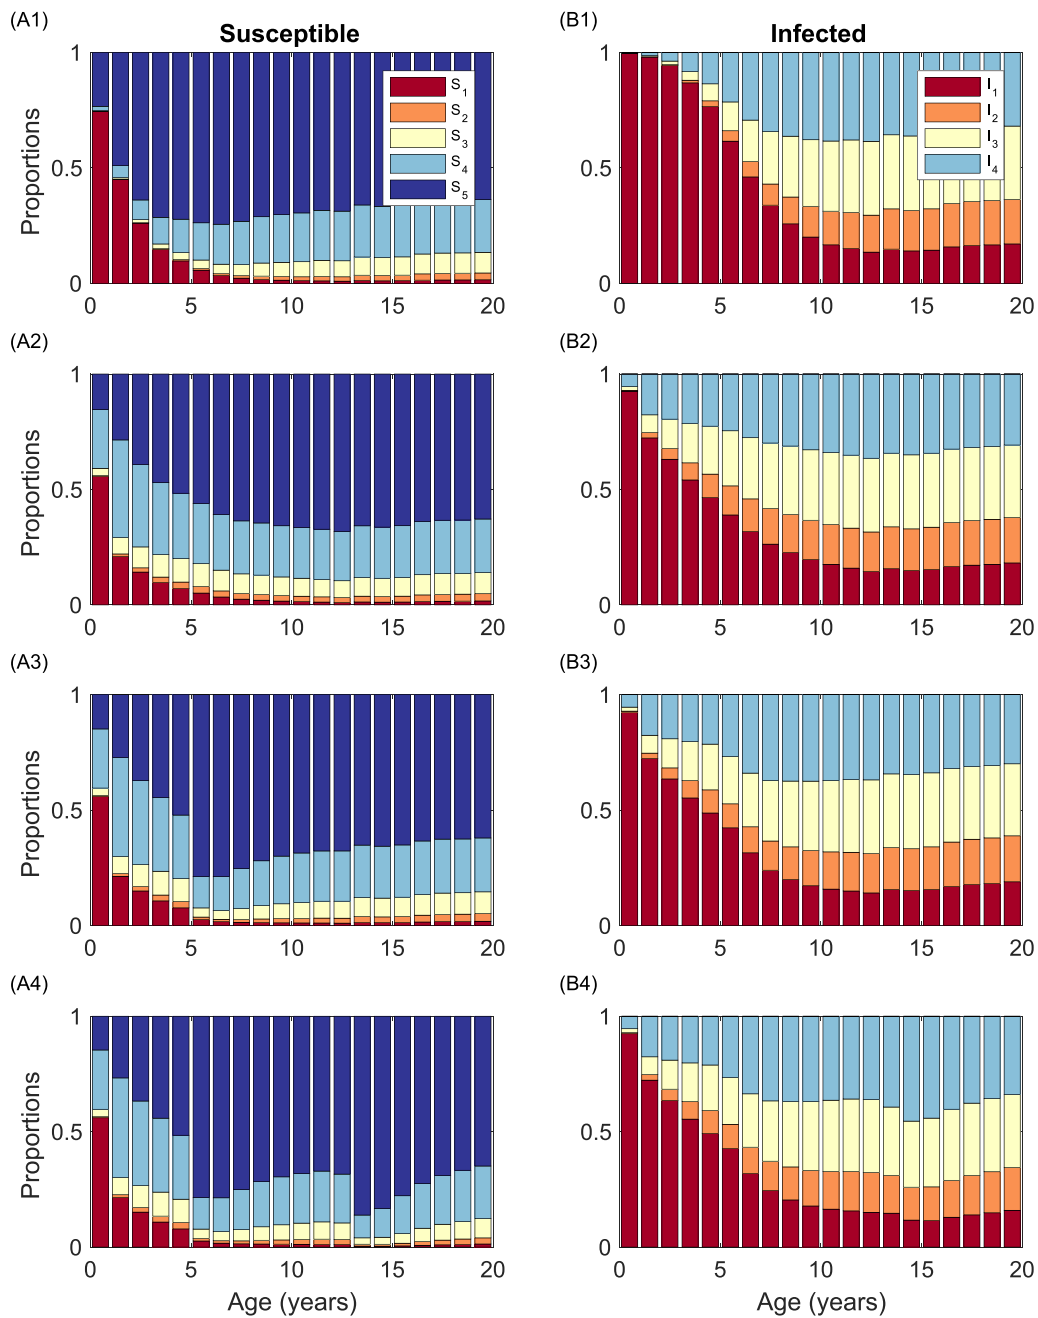 (A1)
Susceptible
Proportions
1
0.5
0
0 5 10 15 20
S1
S2
S3
S4
S5
(B1)
Infected
1
0.5
0
0 5 10 15 20
I1
I2
I3
I4
(A2)
Proportions
1
0.5
0
0 5 10 15 20
(B2)
1
0.5
0
0 5 10 15 20
(A3)
Proportions
1
0.5
0
0 5 10 15 20
(B3)
1
0.5
0
0 5 10 15 20
(A4)
Proportions
1
0.5
0
0 5 10 15 20
Age (years)
(B4)
1
0.5
0
0 5 10 15 20
Age (years)